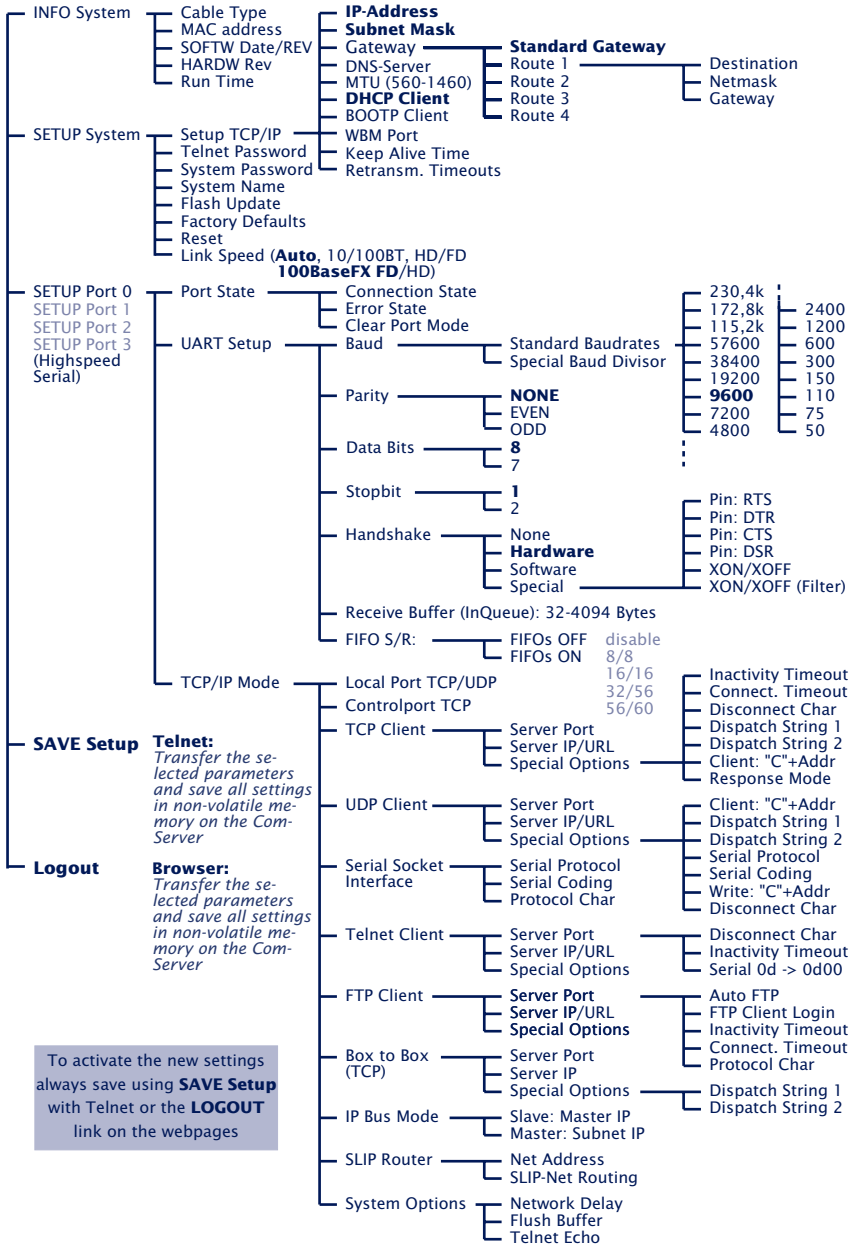 INFO System
Cable Type
MAC address
SOFTW Date/REV
HARDW Rev
Run Time
SETUP System
Setup TCP/IP
IP-Address
Subnet Mask
Gateway
Standard Gateway
Route 1
Destination
Netmask
Gateway
Route 2
Route 3
Route 4
DNS-Server
MTU (560-1460)
DHCP Client
BOOTP Client
WBM Port
Keep Alive Time
Retransm. Timeouts
Telnet Password
System Password
System Name
Flash Update
Factory Defaults
Reset
Link Speed (Auto, 10/100BT, HD/FD
100BaseFX FD/HD)
SETUP Port 0
SETUP Port 1
SETUP Port 2
SETUP Port 3
(Highspeed
Serial)
Port State
Connection State
Error State
Clear Port Mode
UART Setup
Baud
Standard Baudrates
230,4k
172,8k
115,2k
57600
38400
19200
9600
7200
4800
2400
1200
600
300
150
110
75
50
Special Baud Divisor
Parity
NONE
EVEN
ODD
Data Bits
8
7
Stopbit
1
2
Handshake
None
Hardware
Software
Special
Pin: RTS
Pin: DTR
Pin: CTS
Pin: DSR
XON/XOFF
XON/XOFF (Filter)
Receive Buffer (InQueue): 32-4094 Bytes
FIFO S/R:
FIFOs OFF disable
FIFOs ON 8/8
16/16
32/56
56/60
TCP/IP Mode
Local Port TCP/UDP
Controlport TCP
TCP Client
Server Port
Server IP/URL
Special Options
Inactivity Timeout
Connect. Timeout
Disconnect Char
Dispatch String 1
Dispatch String 2
Client: "C"+Addr
Response Mode
UDP Client
Server Port
Server IP/URL
Special Options
Client: "C"+Addr
Dispatch String 1
Dispatch String 2
Serial Protocol
Serial Coding
Write: "C"+Addr
Disconnect Char
Serial Socket
Interface
Serial Protocol
Serial Coding
Protocol Char
Telnet Client
Server Port
Server IP/URL
Special Options
Disconnect Char
Inactivity Timeout
Serial 0d -> 0d00
FTP Client
Server Port
Server IP/URL
Special Options
Auto FTP
FTP Client Login
Inactivity Timeout
Connect. Timeout
Protocol Char
Box to Box
(TCP)
Server Port
Server IP
Special Options
Dispatch String 1
Dispatch String 2
IP Bus Mode
Slave: Master IP
Master: Subnet IP
SLIP Router
Net Address
SLIP-Net Routing
System Options
Network Delay
Flush Buffer
Telnet Echo
SAVE Setup
Telnet:
Transfer the se-
lected parameters
and save all settings
in non-volatile me-
mory on the Com-
Server
Logout
Browser:
Transfer the se-
lected parameters
and save all settings
in non-volatile me-
mory on the Com-
Server
To activate the new settings
always save using SAVE Setup
with Telnet or the LOGOUT
link on the webpages